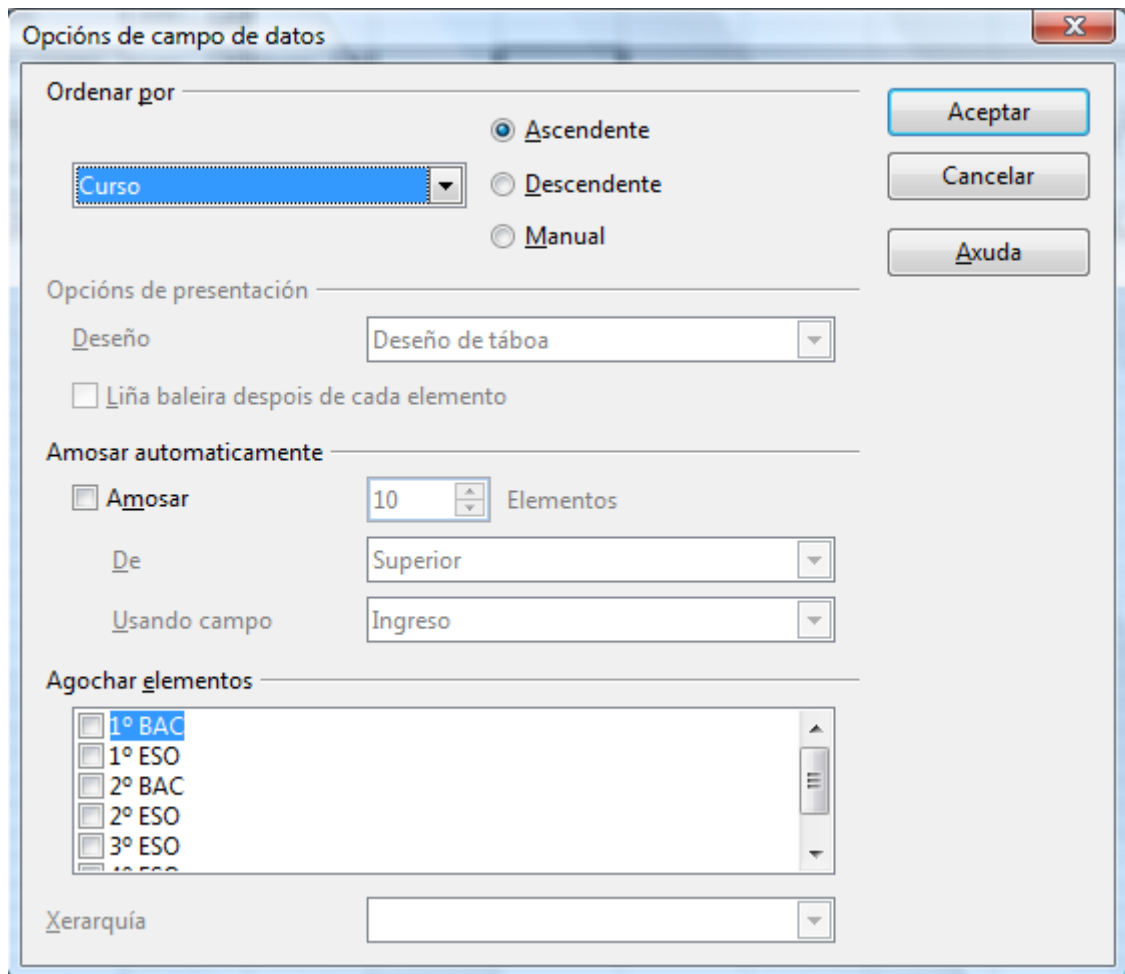 Opcións de campo de datos
Ordenar por
Ascendente
Curso
Descendente
Manual
Aceptar
Cancelar
Axuda
Opcións de presentación
Deseño
Deseño de táboa
Liña baleira despois de cada elemento
Amosar automaticamente
Amosar
10
Elementos
De
Superior
Usando campo
Ingreso
Agochar elementos
1º BAC
1º ESO
2º BAC
2º ESO
3º ESO
Xerarquía